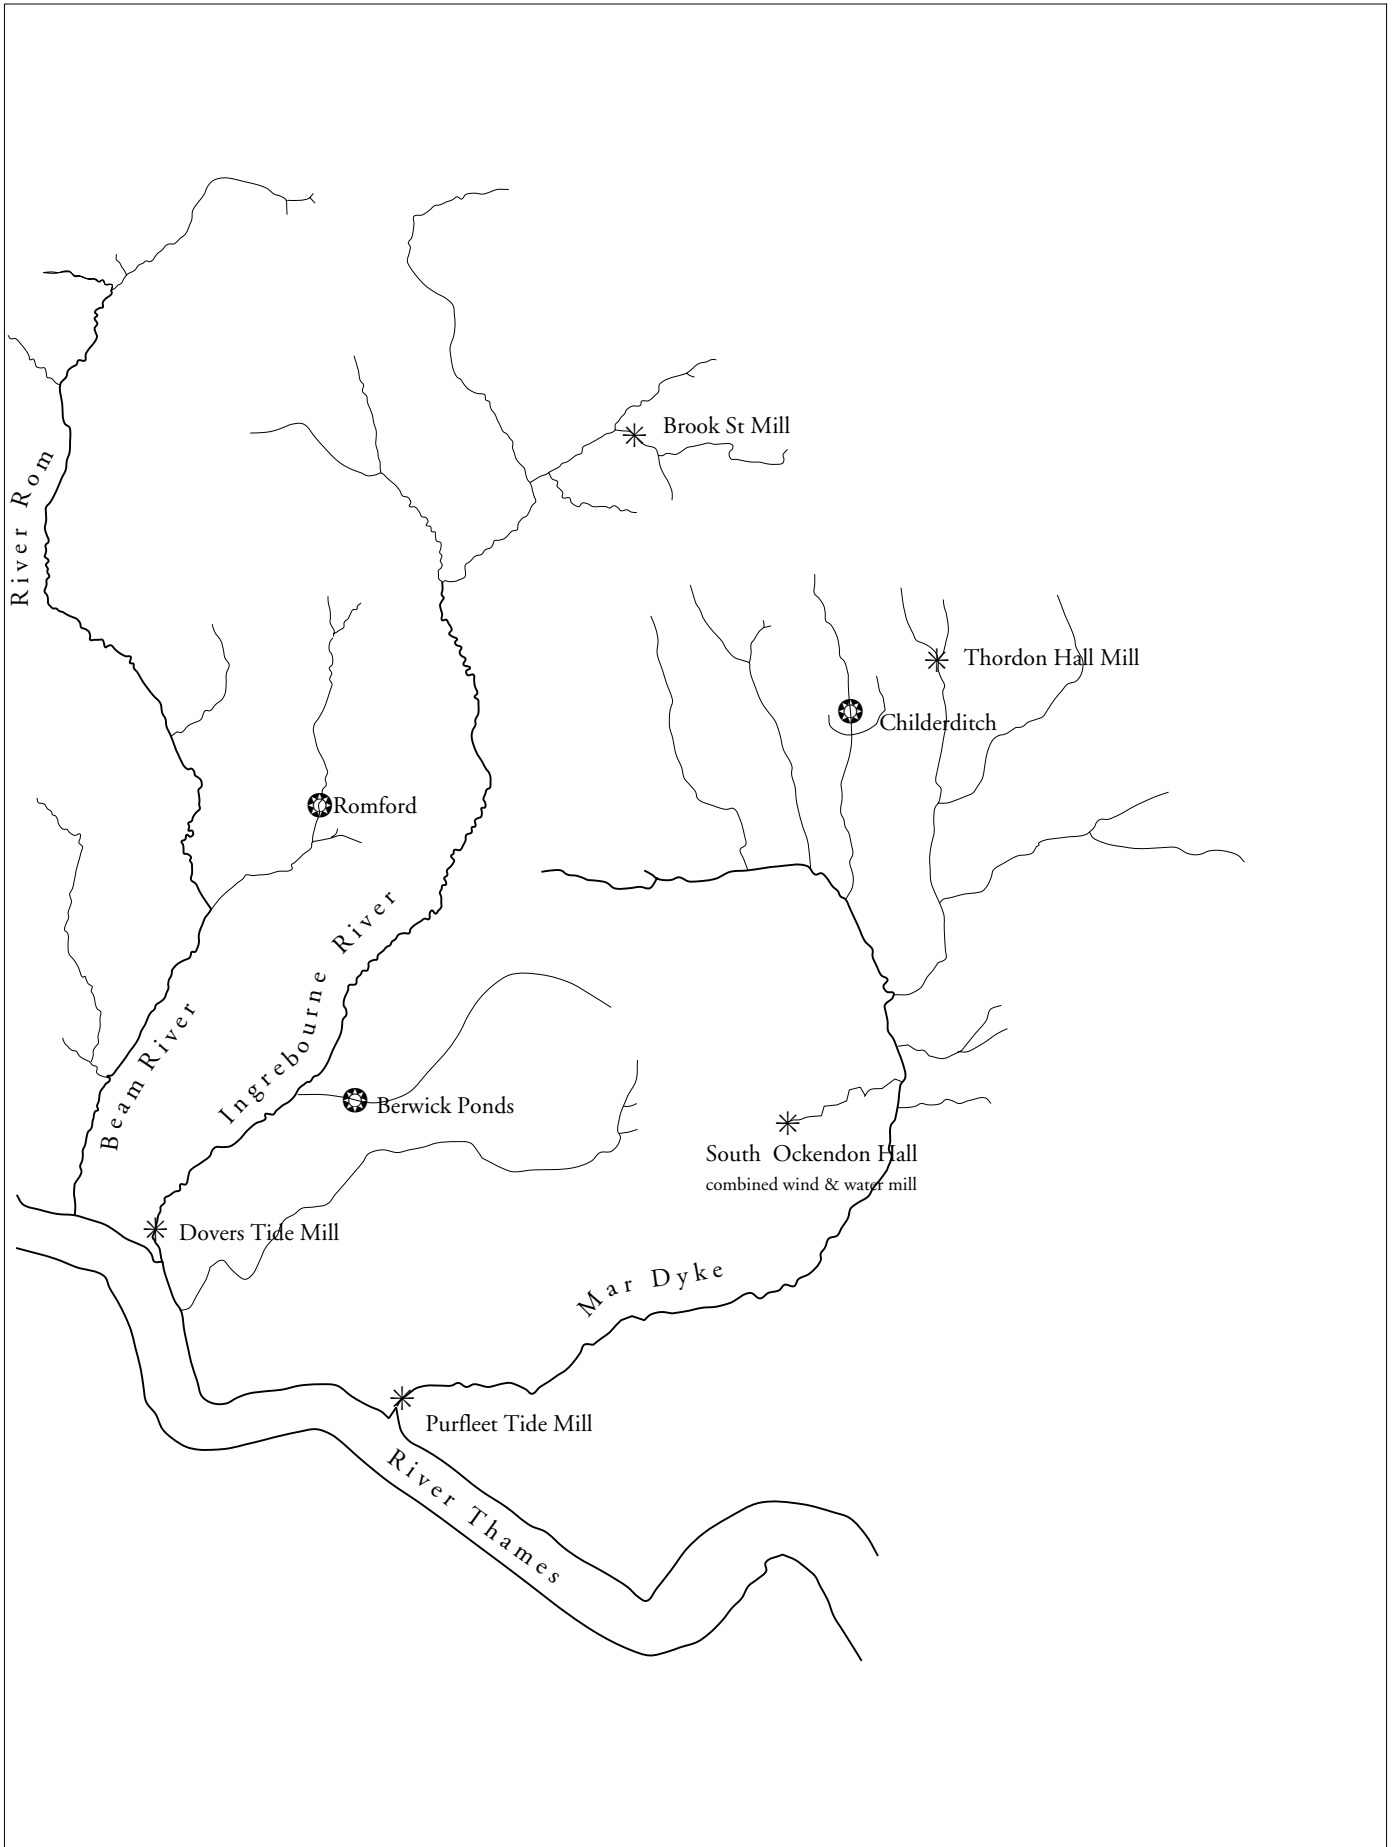 Brook St Mill
River Rom
Thordon Hall Mill
Childerditch
Romford
Ingrebourne River
Beam River
Berwick Ponds
South Ockendon Hall
combined wind & water mill
Dovers Tide Mill
Mar Dyke
Purfleet Tide Mill
River Thames